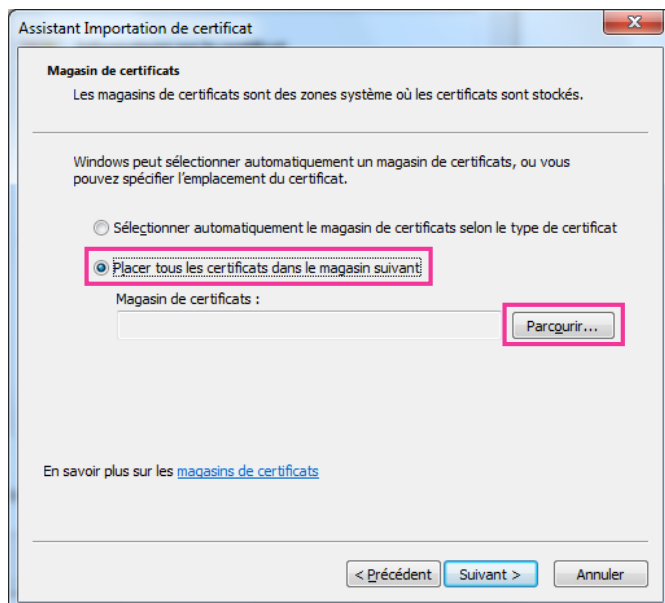 Assistant Importation de certificat
Magasin de certificats
Les magasins de certificats sont des zones système où les certificats sont stockés.
Windows peut sélectionner automatiquement un magasin de certificats, ou vous
pouvez spécifier l'emplacement du certificat.
Sélectionner automatiquement le magasin de certificats selon le type de certificat
Placer tous les certificats dans le magasin suivant
Magasin de certificats :
Parcourir...
En savoir plus sur les magasins de certificats
< Précédent Suivant > Annuler